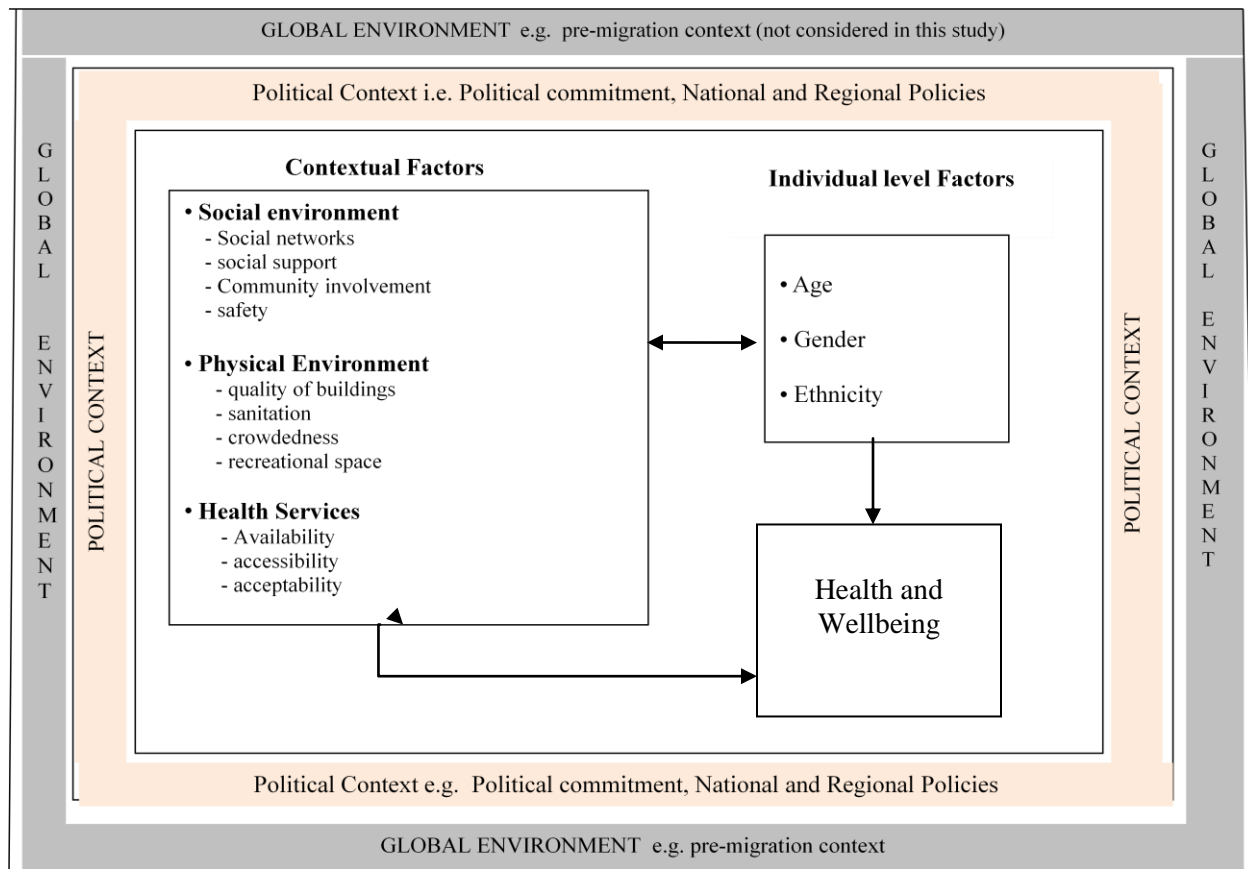 GLOBAL ENVIRONMENT e.g. pre-migration context (not considered in this study)
Political Context i.e. Political commitment, National and Regional Policies
GLOBAL ENVIRONMENT
POLITICAL CONTEXT
Contextual Factors
• Social environment
- Social networks
- social support
- Community involvement
- safety
• Physical Environment
- quality of buildings
- sanitation
- crowdedness
- recreational space
• Health Services
- Availability
- accessibility
- acceptability
Individual level Factors
• Age
• Gender
• Ethnicity
Health and
Wellbeing
POLITICAL CONTEXT
GLOBAL ENVIRONMENT
Political Context e.g. Political commitment, National and Regional Policies
GLOBAL ENVIRONMENT e.g. pre-migration context